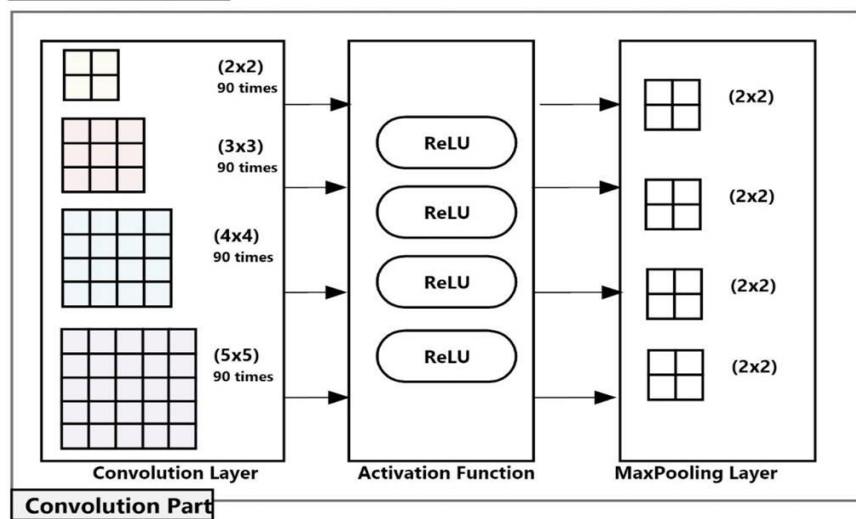 (2x2)
90 times
(3x3)
90 times
(4x4)
90 times
(5x5)
90 times
Convolution Layer
ReLU
ReLU
ReLU
ReLU
Activation Function
(2x2)
(2x2)
(2x2)
(2x2)
MaxPooling Layer
Convolution Part